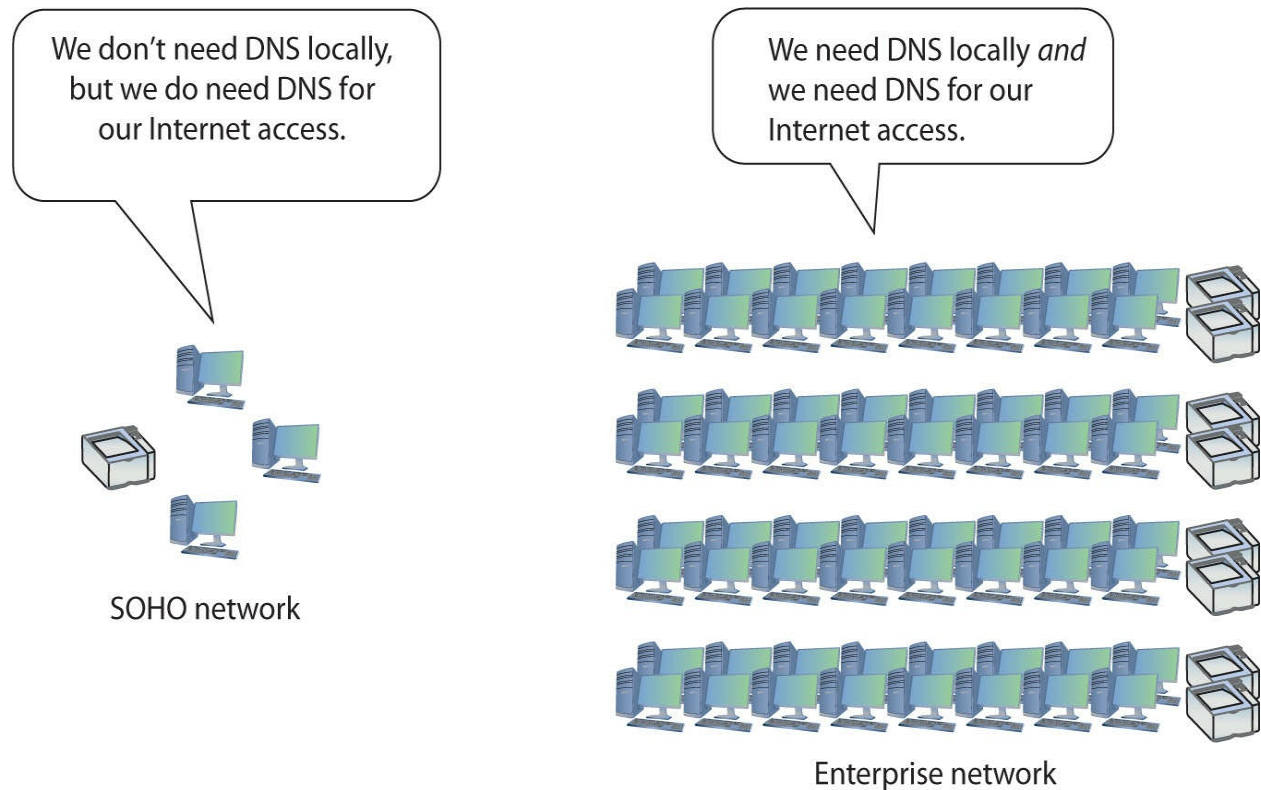 We don’t need DNS locally,
but we do need DNS for
our Internet access.
We need DNS locally and
we need DNS for our
Internet access.
SOHO network
Enterprise network